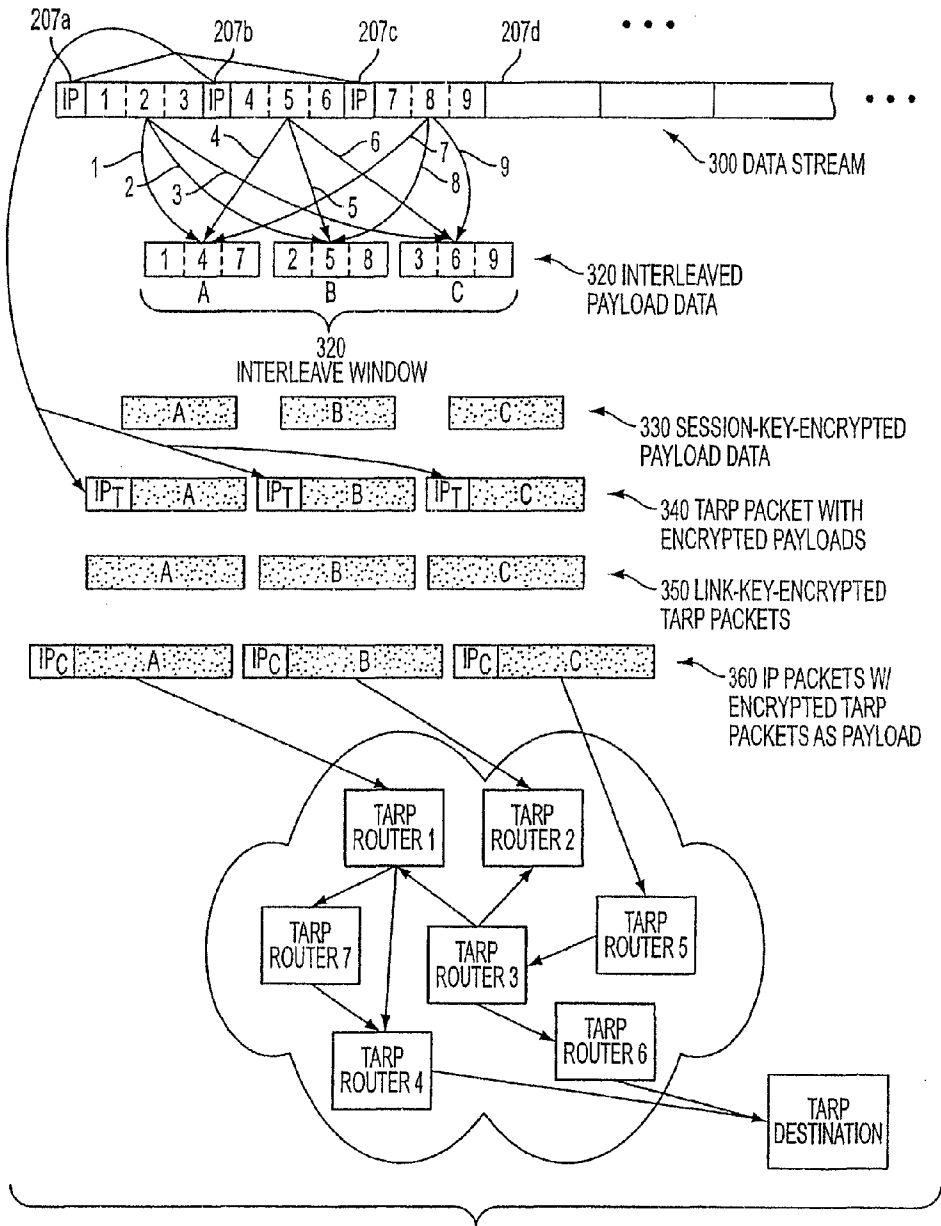 207a 207b 207c 207d • • •
IP 1 2 3 IP 4 5 6 IP 7 8 9 • • •
1 2 3 4 5 6 7 8 9
300 DATA STREAM
1 4 7 2 5 8 3 6 9
A B C
320 INTERLEAVED
PAYLOAD DATA
320
INTERLEAVE WINDOW
A B C
330 SESSION-KEY-ENCRYPTED
PAYLOAD DATA
IPT A IPT B IPT C
340 TARP PACKET WITH
ENCRYPTED PAYLOADS
A B C
350 LINK-KEY-ENCRYPTED
TARP PACKETS
IPC A IPC B IPC C
360 IP PACKETS W/
ENCRYPTED TARP
PACKETS AS PAYLOAD
TARP
ROUTER 1
TARP
ROUTER 2
TARP
ROUTER 7
TARP
ROUTER 3
TARP
ROUTER 5
TARP
ROUTER 4
TARP
ROUTER 6
TARP
DESTINATION